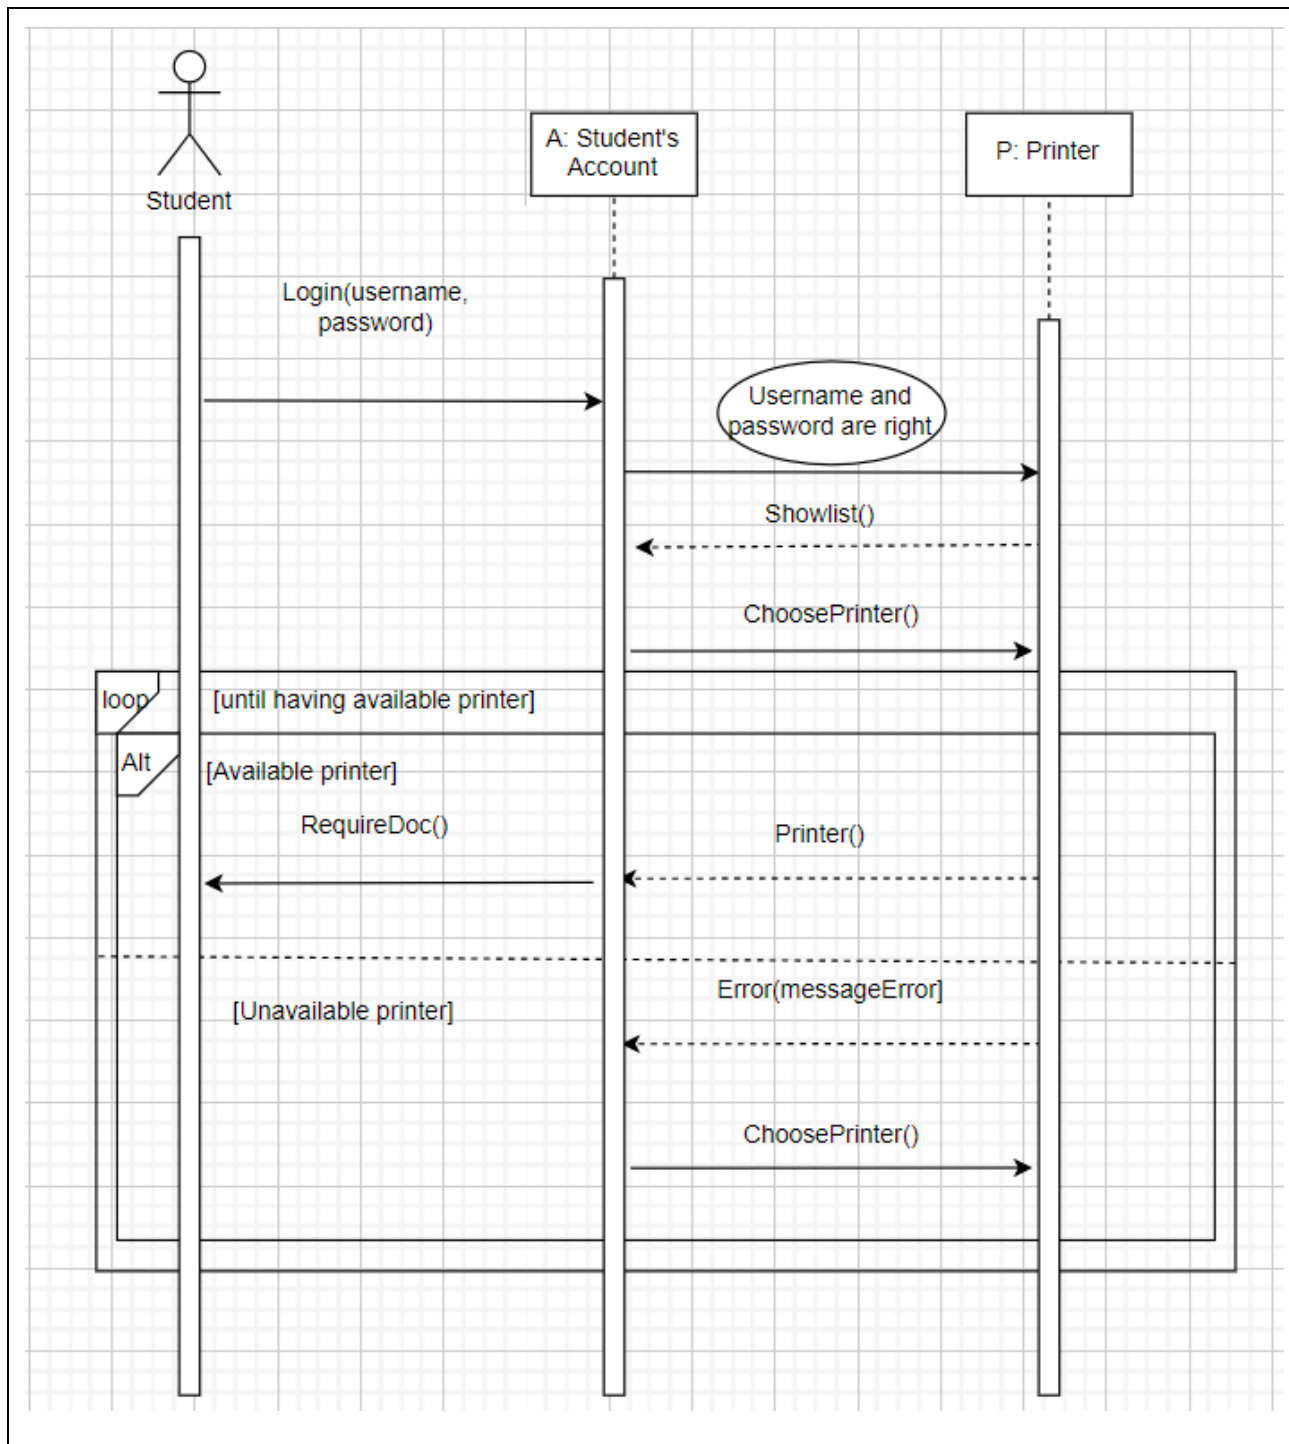 Student
A: Student's
Account
P: Printer
Login(username,
password)
Username and
password are right
Showlist()
ChoosePrinter()
loop
[until having available printer]
Alt
[Available printer]
RequireDoc()
Printer()
Error(messageError]
[Unavailable printer]
ChoosePrinter()